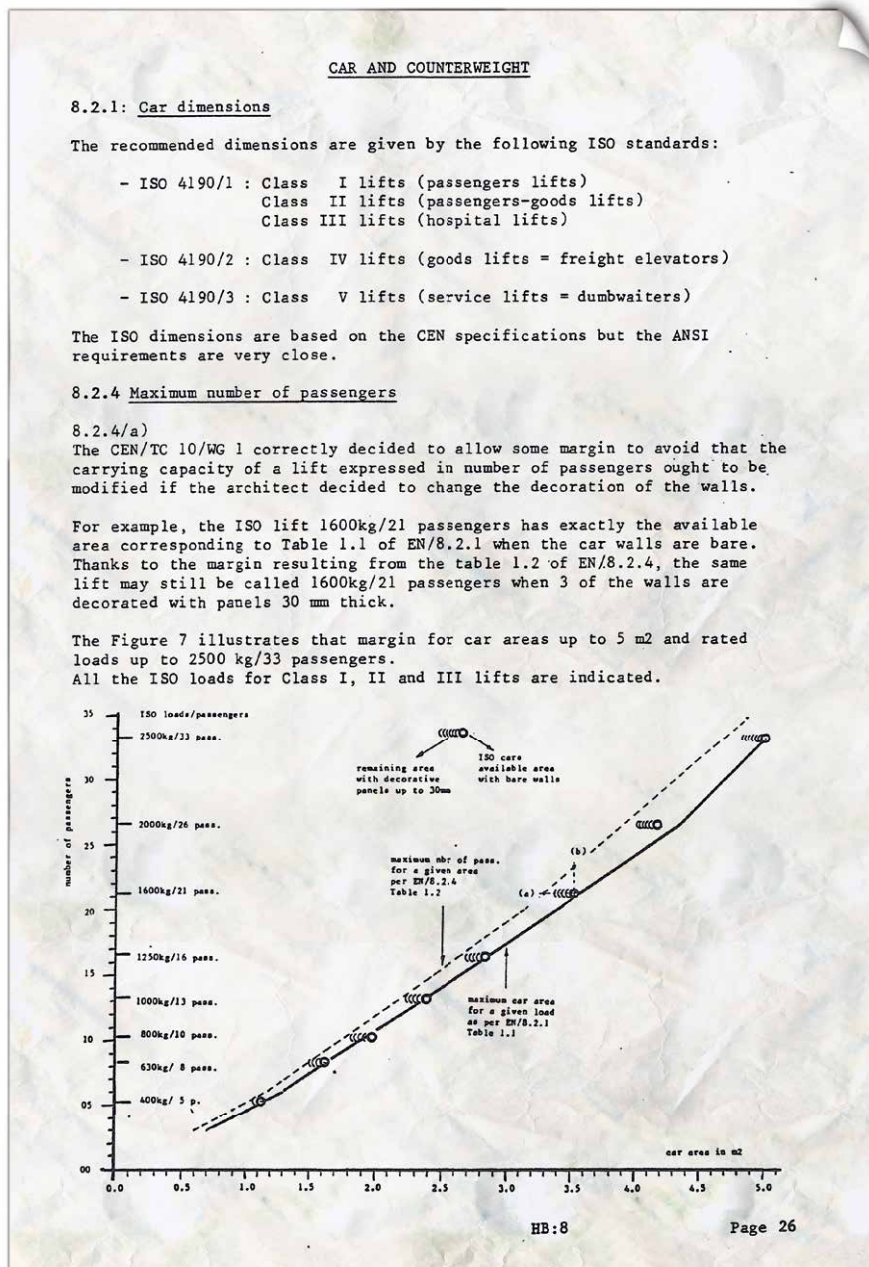 CAR AND COUNTERWEIGHT
8.2.1: Car dimensions
The recommended dimensions are given by the following ISO standards:
- ISO 4190/1 : Class I lifts (passengers lifts)
Class II lifts (passengers-goods lifts)
Class III lifts (hospital lifts)
- ISO 4190/2 : Class IV lifts (goods lifts = freight elevators)
- ISO 4190/3 : Class V lifts (service lifts = dumbwaiters)
The ISO dimensions are based on the CEN specifications but the ANSI
requirements are very close.
8.2.4 Maximum number of passengers
8.2.4/a)
The CEN/TC 10/WG 1 correctly decided to allow some margin to avoid that the
carrying capacity of a lift expressed in number of passengers ought to be
modified if the architect decided to change the decoration of the walls.
For example, the ISO lift 1600kg/21 passengers has exactly the available
area corresponding to Table 1.1 of EN/8.2.1 when the car walls are bare.
Thanks to the margin resulting from the table 1.2 of EN/8.2.4, the same
lift may still be called 1600kg/21 passengers when 3 of the walls are
decorated with panels 30 mm thick.
The Figure 7 illustrates that margin for car areas up to 5 m2 and rated
loads up to 2500 kg/33 passengers.
All the ISO loads for Class I, II and III lifts are indicated.
35
ISO loads/passengers
2500kg/33 pass.
remaining area
with decorative
panels up to 30mm
ISO cars
available area
with bare walls
30
number of passengers
2000kg/26 pass.
25
maximum nbr of pass.
for a given area
per EN/8.2.4
Table 1.2
(b)
(a)
1600kg/21 pass.
20
1250kg/16 pass.
15
1000kg/13 pass.
maximum car area
for a given load
as per EN/8.2.1
Table 1.1
10
800kg/10 pass.
630kg/ 8 pass.
05
400kg/ 5 p.
car area in m2
00
0.0 0.5 1.0 2.0 2.5 3.0 3.5 4.0 4.5 5.0
HB:8 Page 26